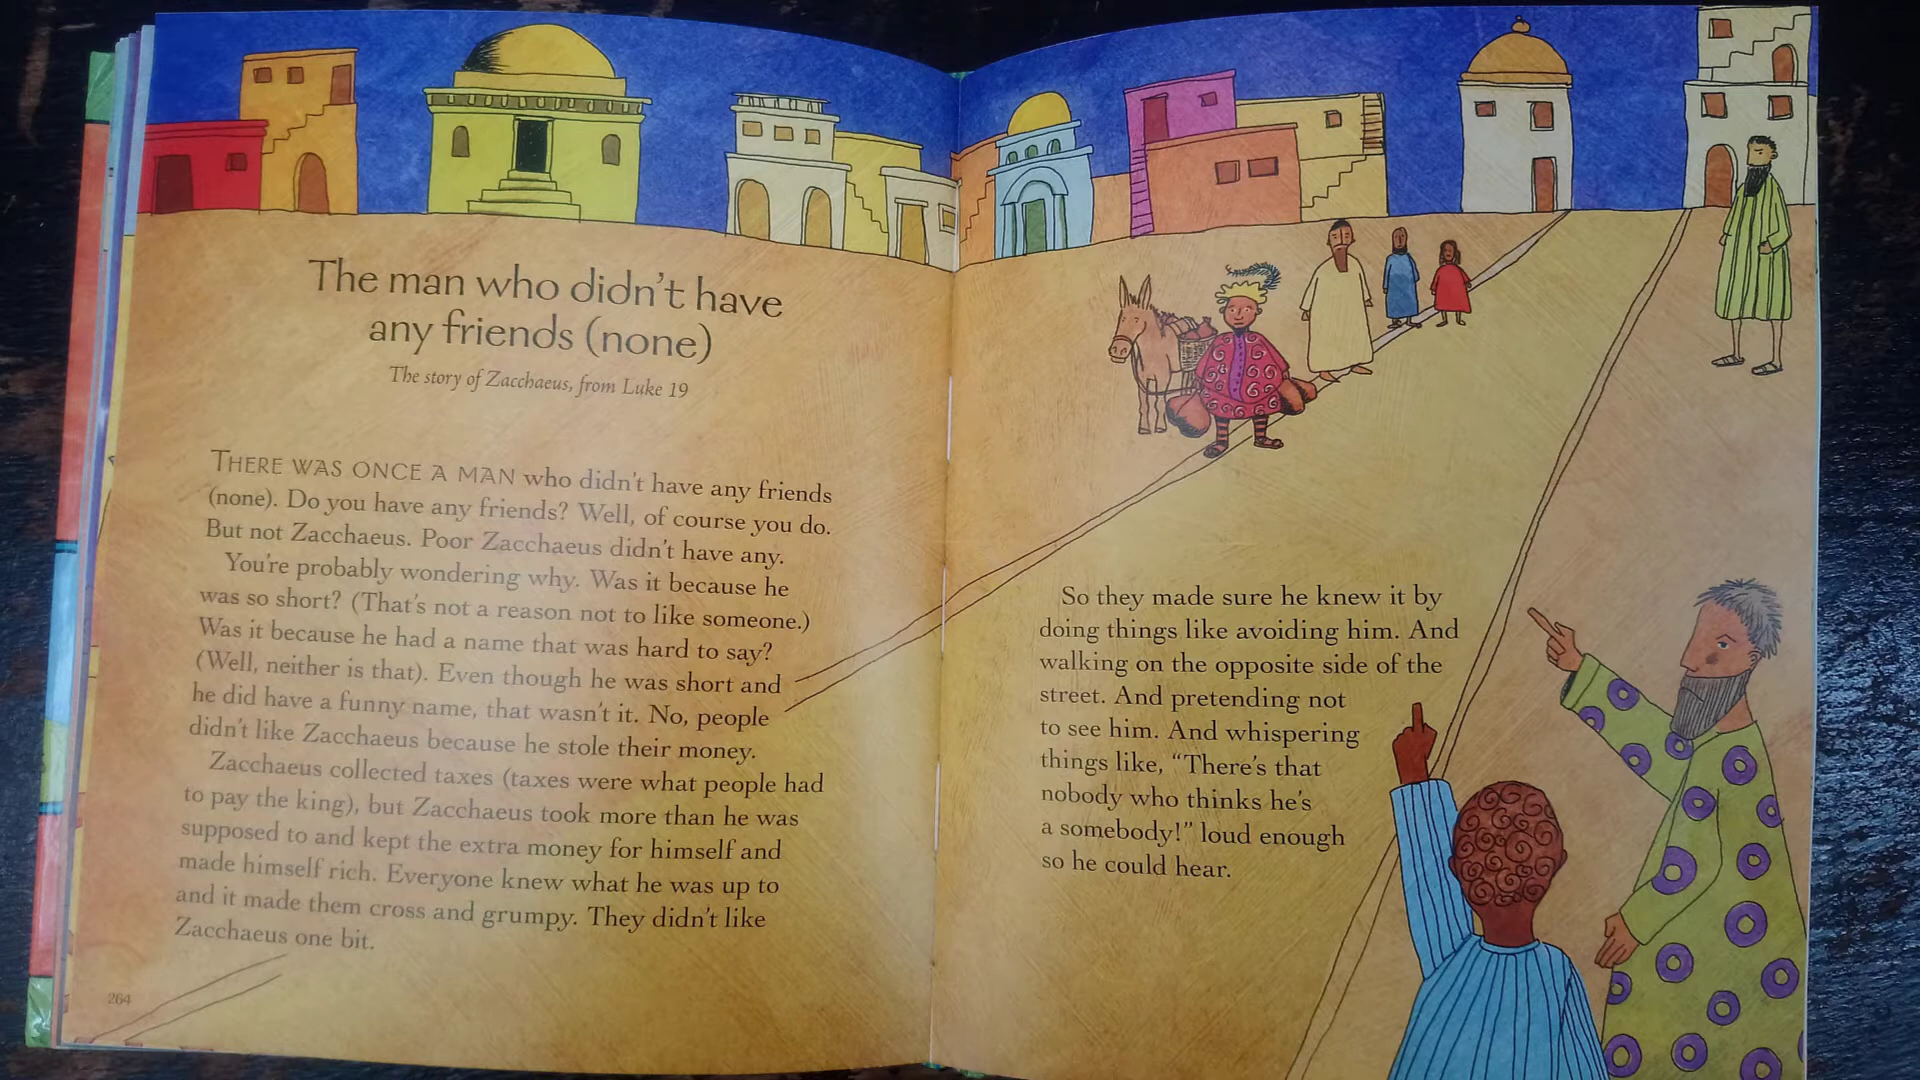 The man who didn't have
any friends (none)
The story of Zacchaeus, from Luke 19
THERE WAS ONCE A MAN who didn't have any friends
(none). Do you have any friends? Well, of course you do.
But not Zacchaeus. Poor Zacchaeus didn't have any.
You're probably wondering why. Was it because he
was so short? (That's not a reason not to like someone.)
Was it because he had a name that was hard to say?
(Well, neither is that). Even though he was short and
he did have a funny name, that wasn't it. No, people
didn't like Zacchaeus because he stole their money.
Zacchaeus collected taxes (taxes were what people had
to pay the king), but Zacchaeus took more than he was
supposed to and kept the extra money for himself and
made himself rich. Everyone knew what he was up to
and it made them cross and grumpy. They didn't like
Zacchaeus one bit.
264
So they made sure he knew it by
doing things like avoiding him. And
walking on the opposite side of the
street. And pretending not
to see him. And whispering
things like, “There's that
nobody who thinks he's
a somebody!” loud enough
so he could hear.